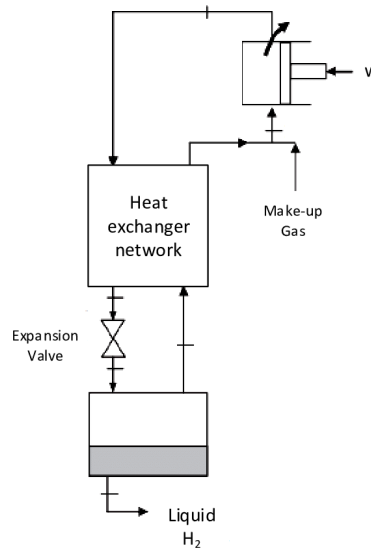 w
Heat
exchanger
network
Make-up
Gas
Expansion
Valve
Liquid
H₂